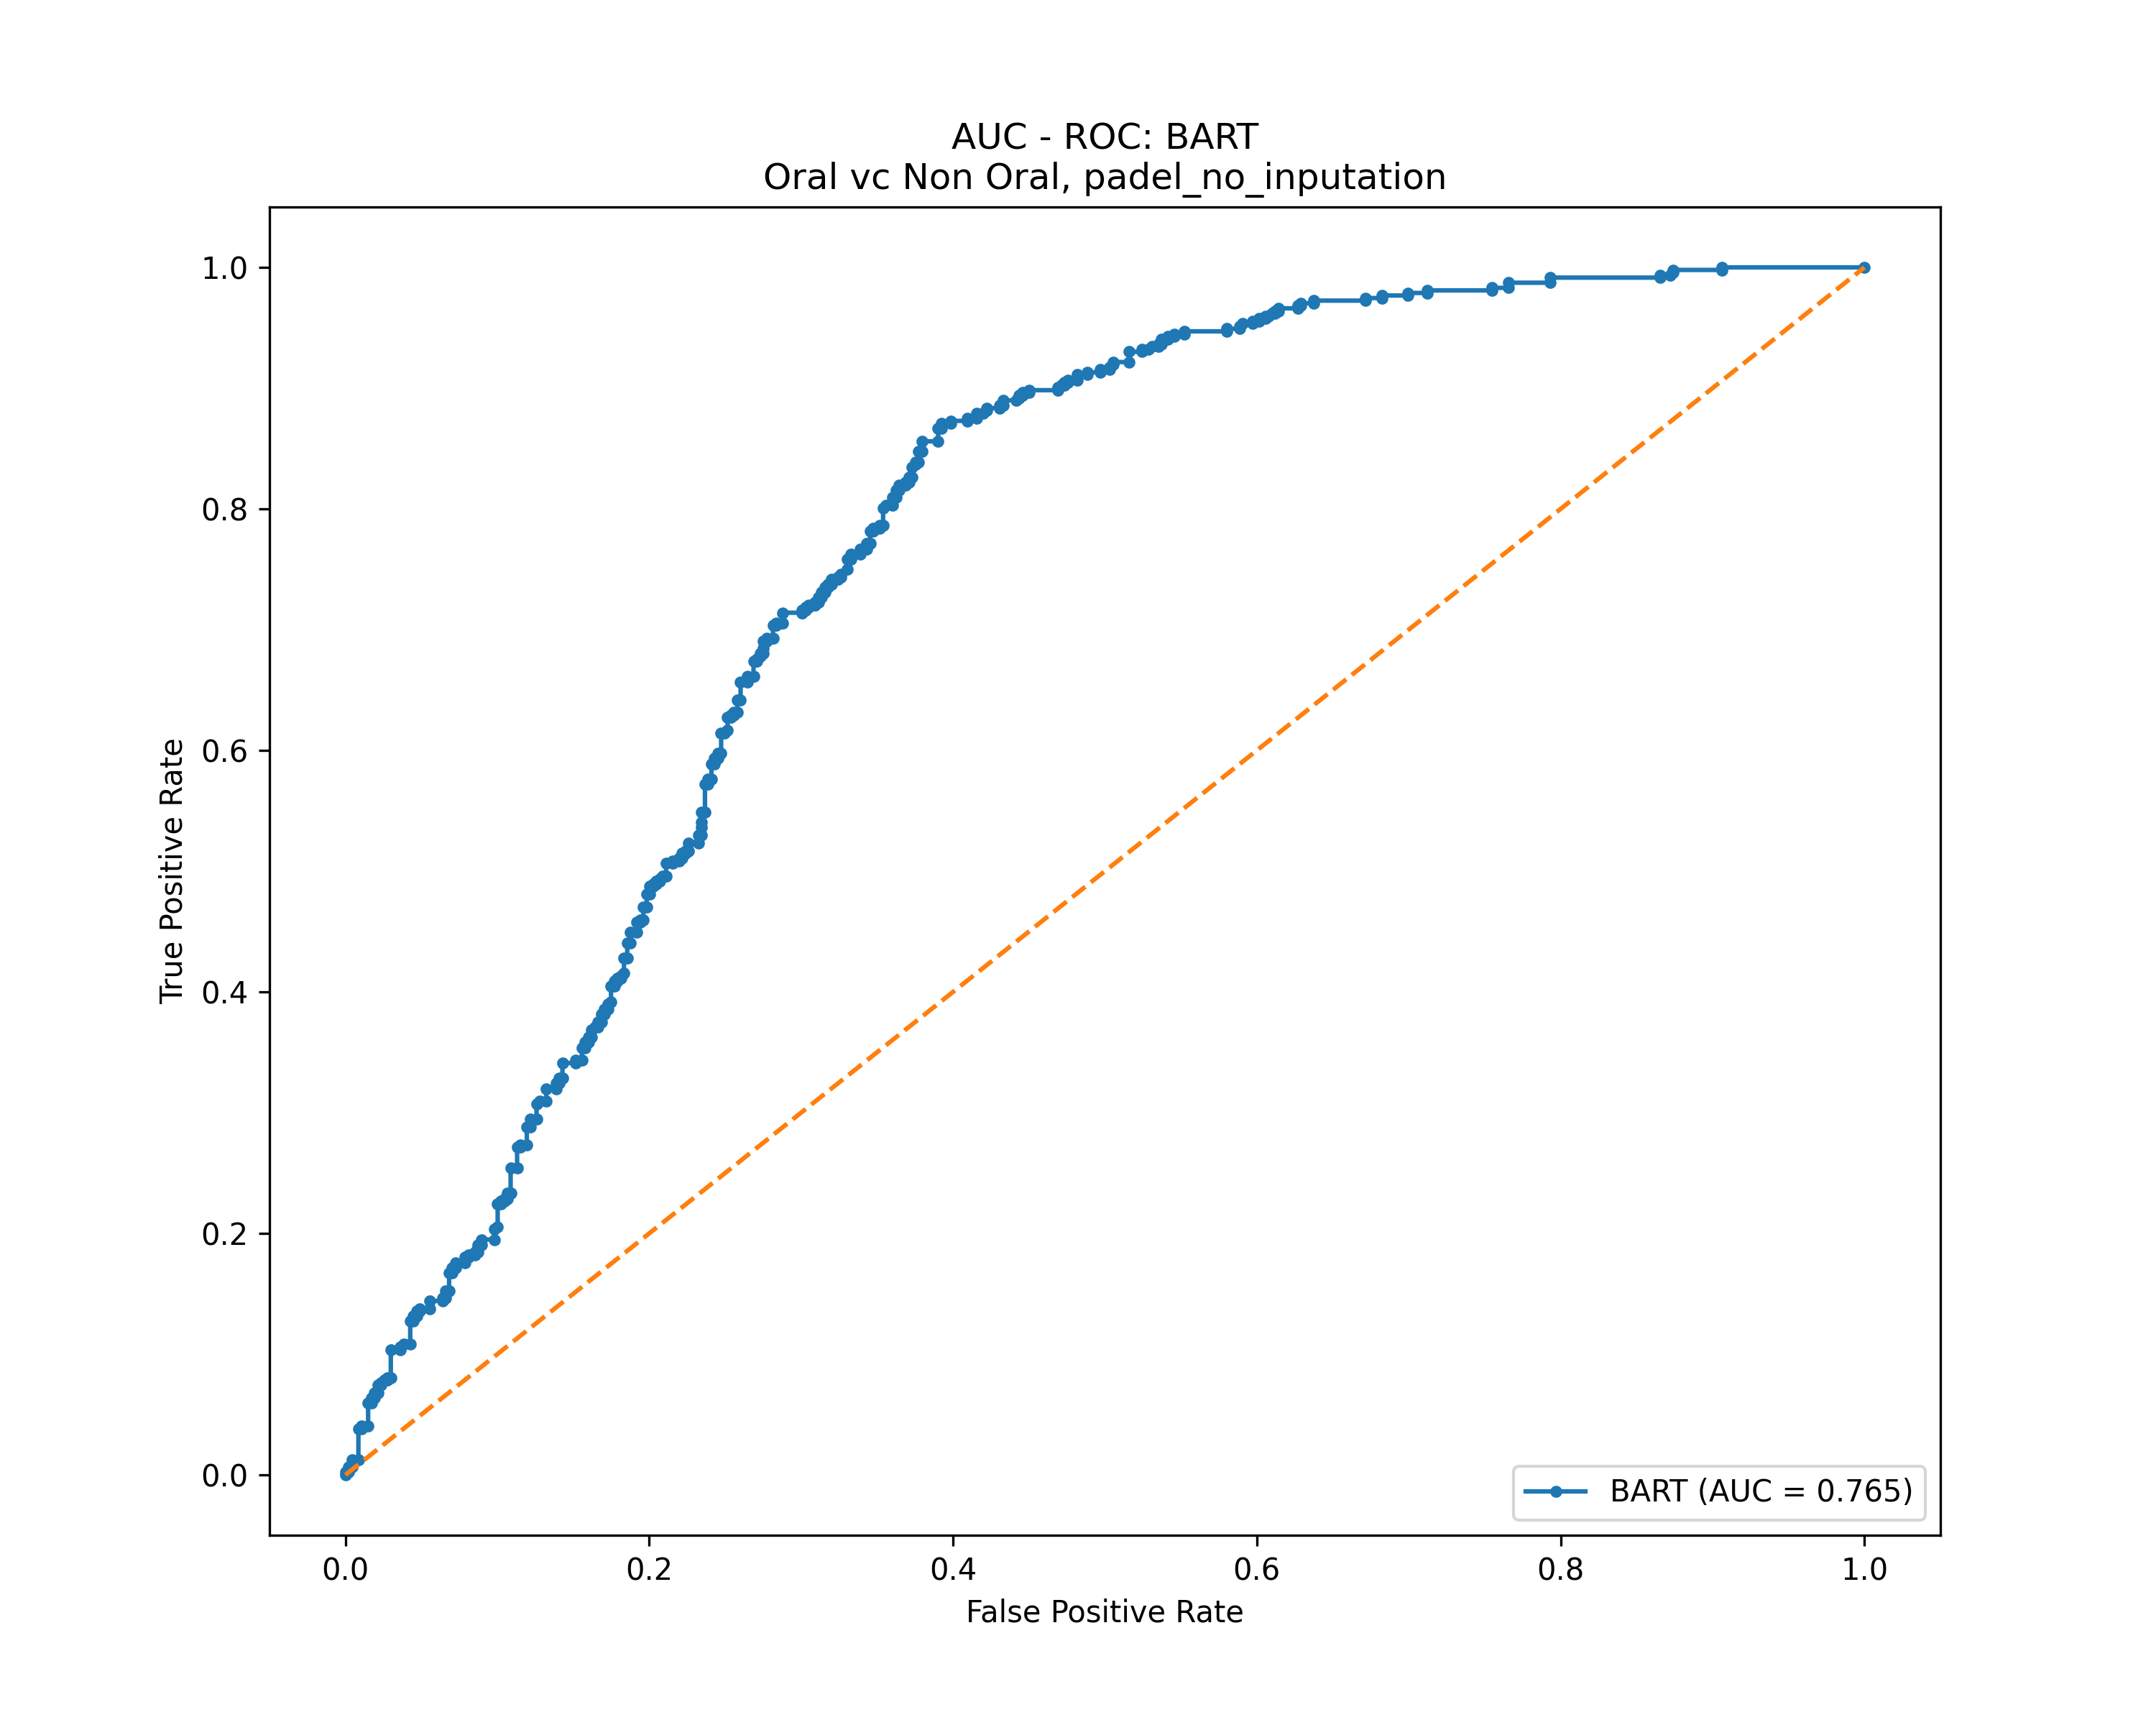 AUC - ROC: BART
Oral vc Non Oral, padel_no_inputation
True Positive Rate
1.0
0.8
0.6
0.4
0.2
0.0
BART (AUC = 0.765)
0.0 0.2 0.4 0.6 0.8 1.0
False Positive Rate